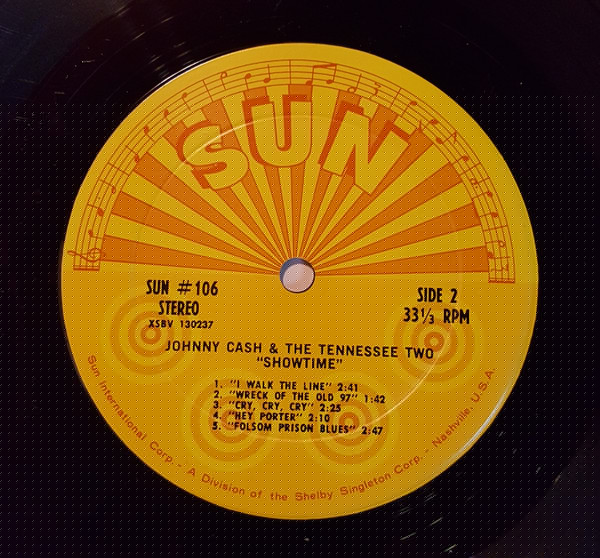 SUN
SUN #106
STEREO
XSBV 130237
SIDE 2
33⅓ RPM
JOHNNY CASH & THE TENNESSEE TWO
"SHOWTIME"
1. "I WALK THE LINE" 2:41
2. "WRECK OF THE OLD 97" 1:42
3. "CRY, CRY, CRY" 2:25
4. "HEY PORTER" 2:10
5. "FOLSOM PRISON BLUES" 2:47
Sun International Corp. - A Division of the Shelby Singleton Corp. - Nashville, U.S.A.